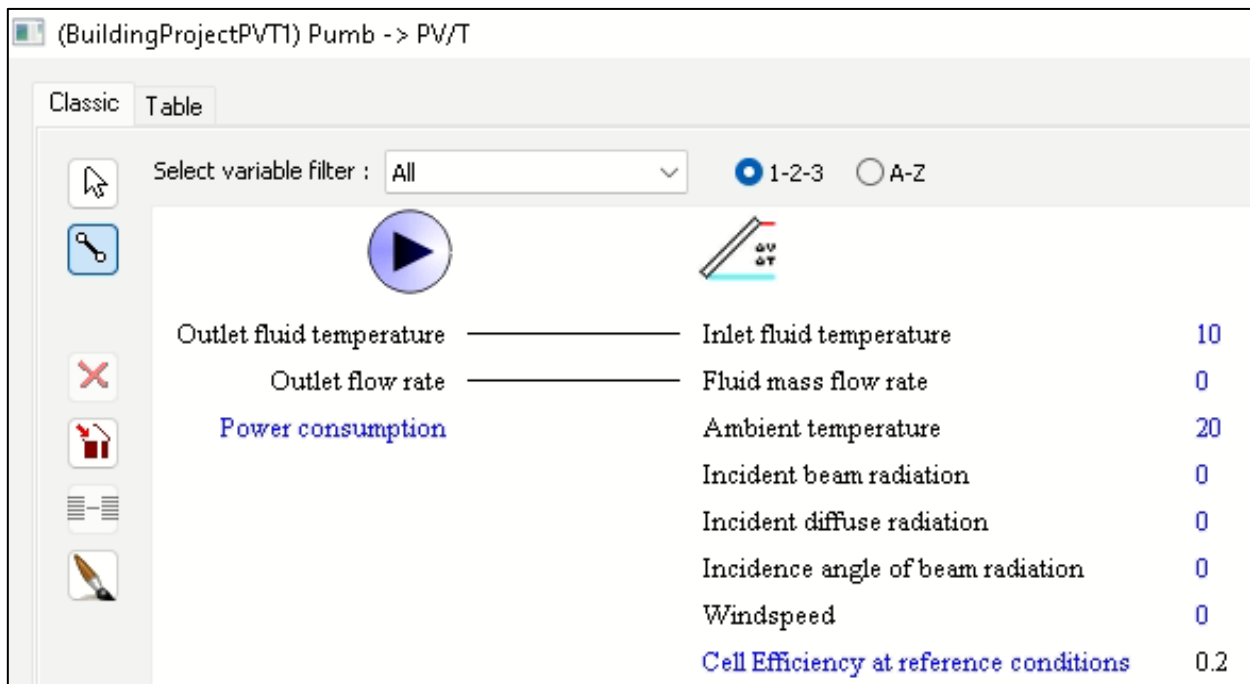 (BuildingProjectPVT1) Pumb -> PV/T
Classic Table
Select variable filter : All 1-2-3 A-Z
ΔV
ΔT
Outlet fluid temperature Inlet fluid temperature 10
Outlet flow rate Fluid mass flow rate 0
Power consumption Ambient temperature 20
Incident beam radiation 0
Incident diffuse radiation 0
Incidence angle of beam radiation 0
Windspeed 0
Cell Efficiency at reference conditions 0.2